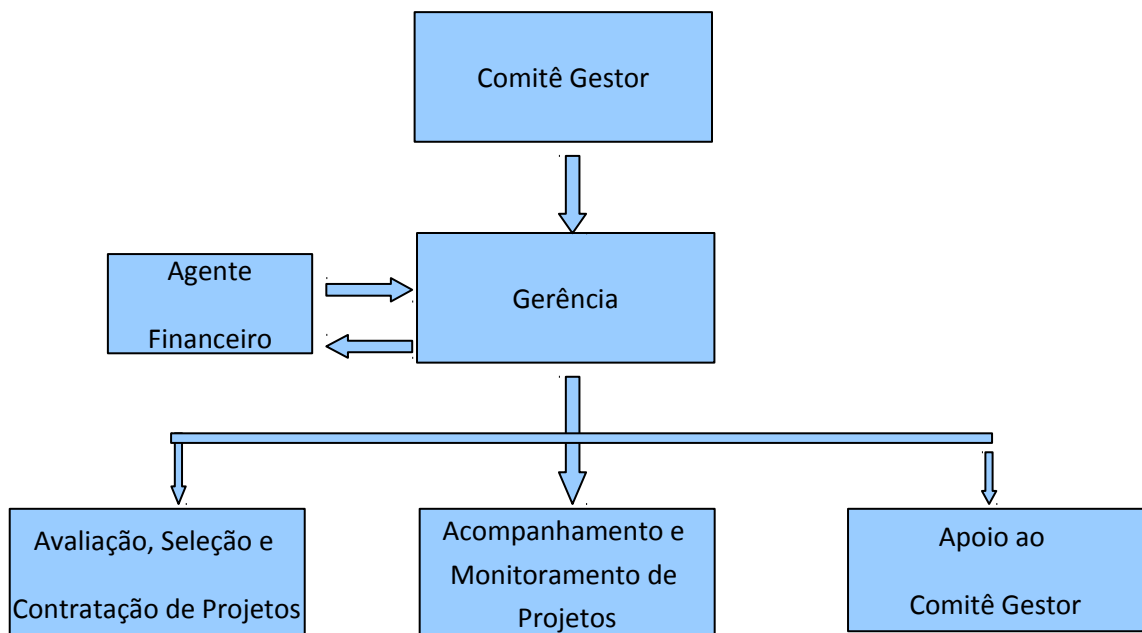 Comitê Gestor
Agente
Financeiro
Gerência
Avaliação, Seleção e
Contratação de Projetos
Acompanhamento e
Monitoramento de
Projetos
Apoio ao
Comitê Gestor